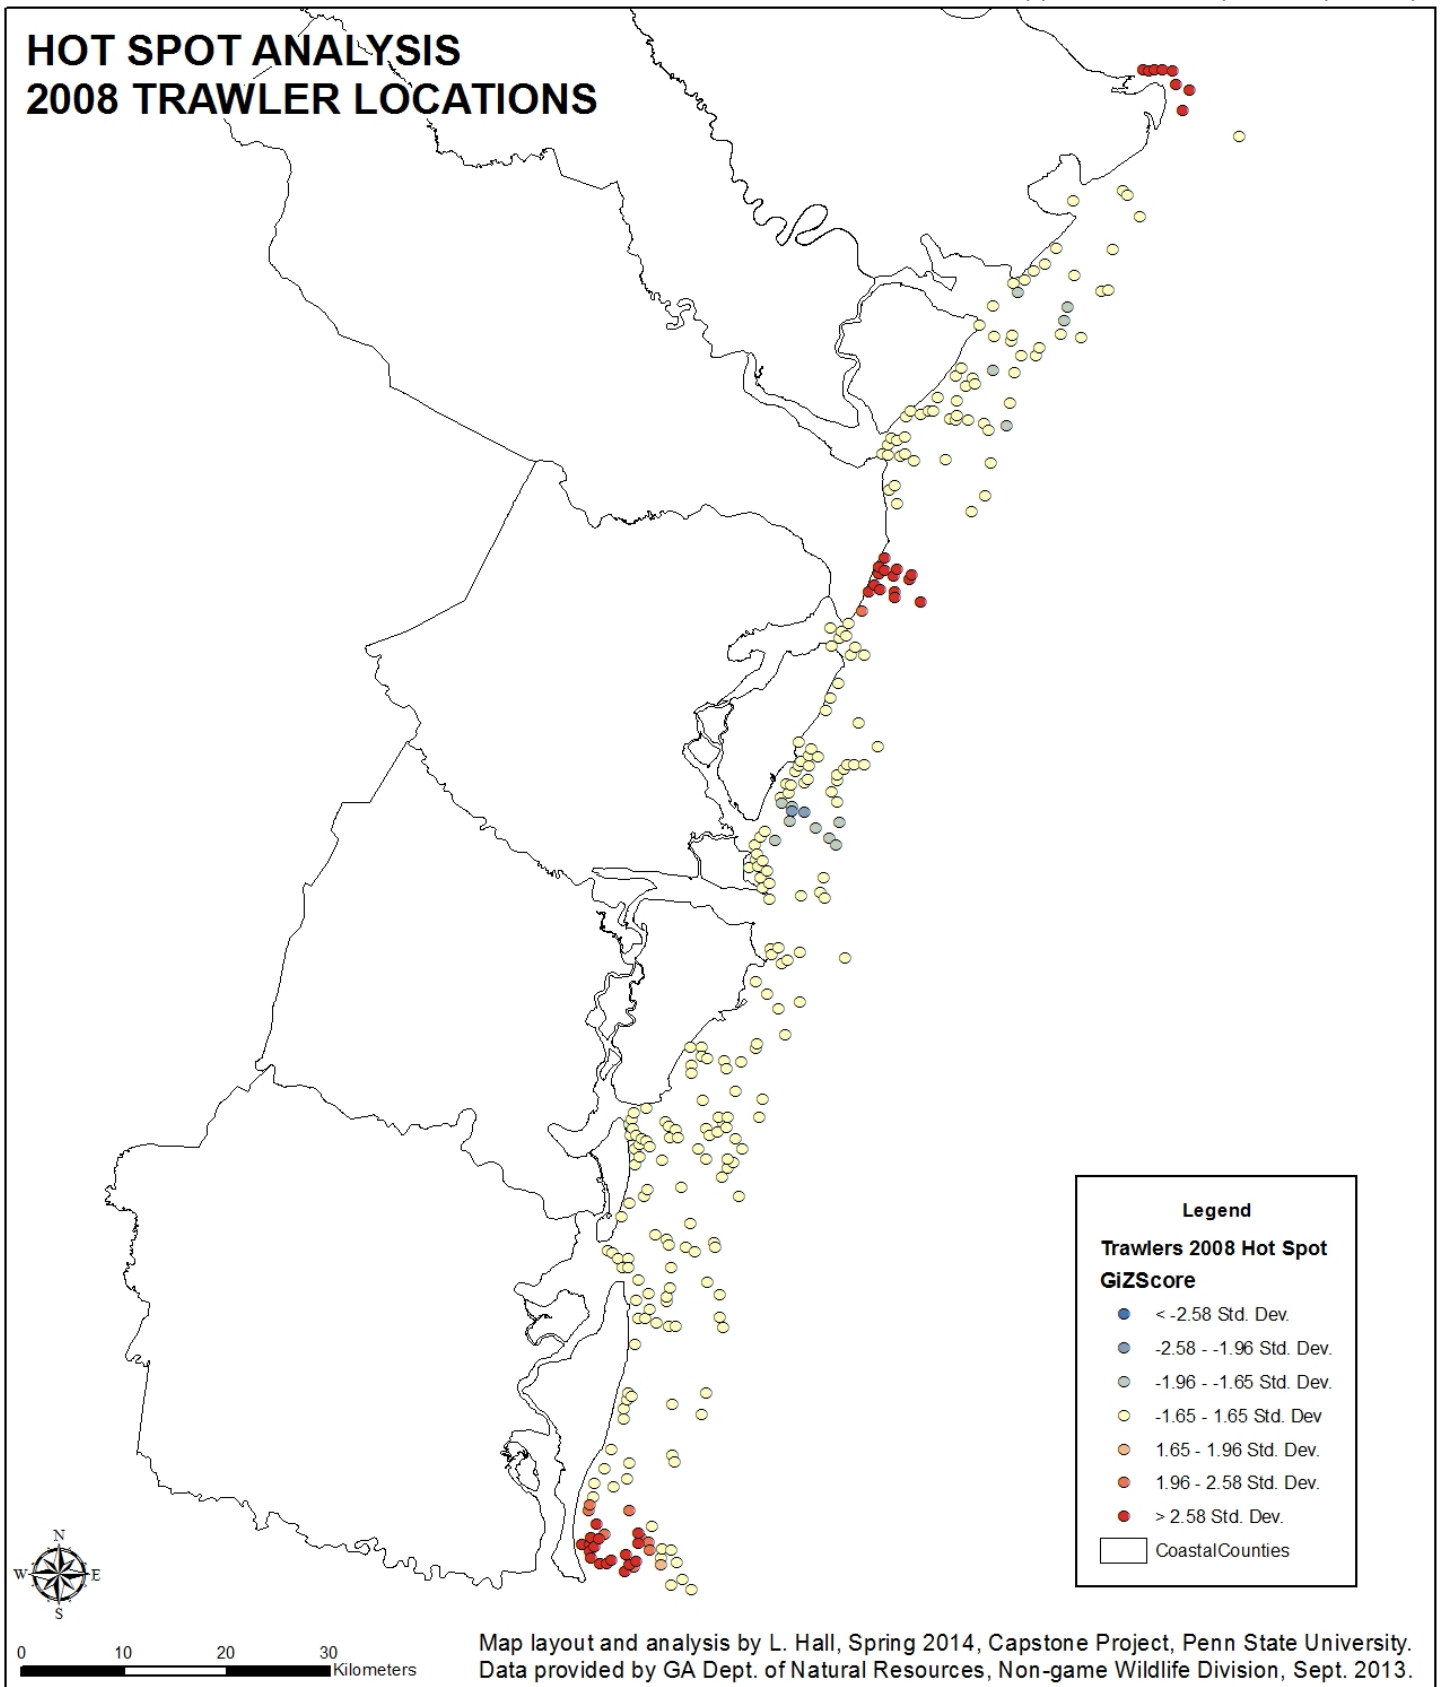 HOT SPOT ANALYSIS
2008 TRAWLER LOCATIONS
Legend
Trawlers 2008 Hot Spot
GiZScore
< -2.58 Std. Dev.
-2.58 - -1.96 Std. Dev.
-1.96 - -1.65 Std. Dev.
-1.65 - 1.65 Std. Dev
1.65 - 1.96 Std. Dev.
1.96 - 2.58 Std. Dev.
> 2.58 Std. Dev.
CoastalCounties
N
W E
S
0 10 20 30
Kilometers
Map layout and analysis by L. Hall, Spring 2014, Capstone Project, Penn State University.
Data provided by GA Dept. of Natural Resources, Non-game Wildlife Division, Sept. 2013.